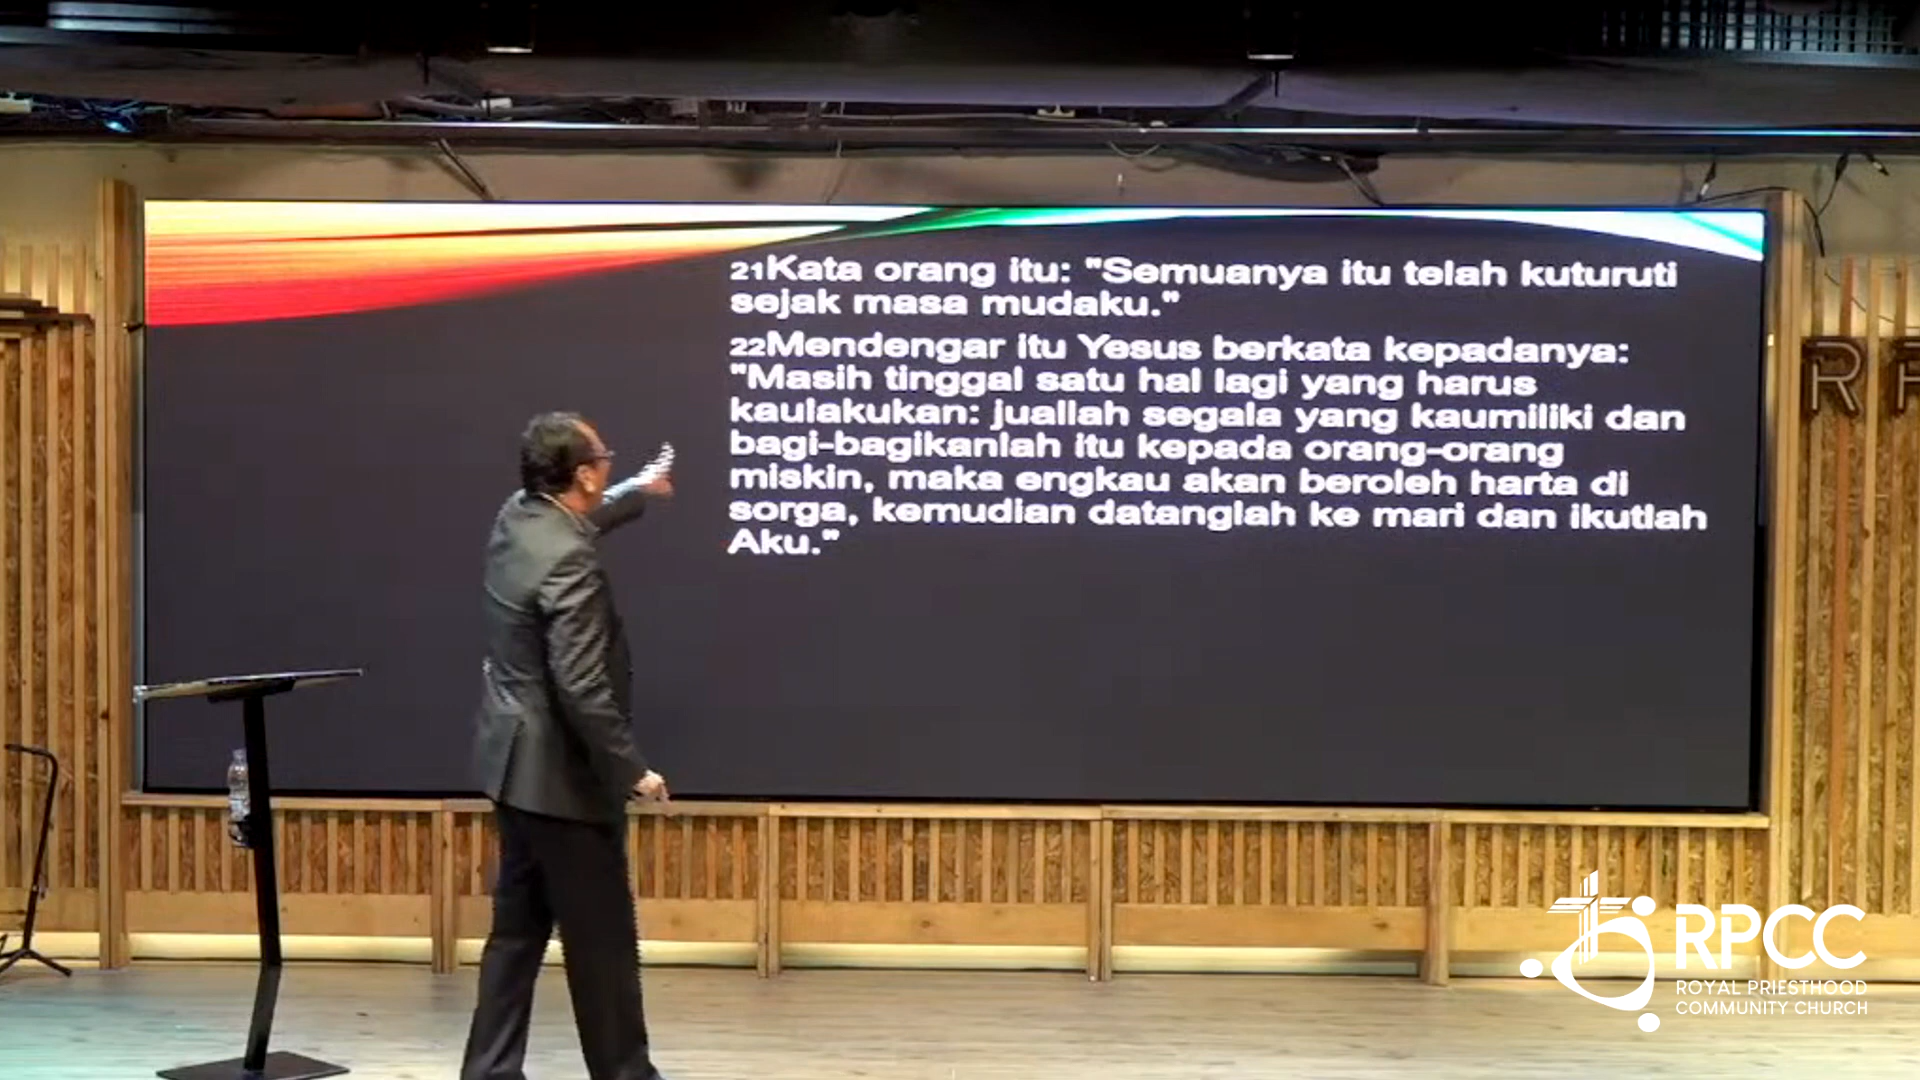 21Kata orang itu: "Semuanya itu telah kuturuti
sejak masa mudaku."
22Mendengar itu Yesus berkata kepadanya:
"Masih tinggal satu hal lagi yang harus
kaulakukan: juallah segala yang kaumiliki dan
bagi-bagikanlah itu kepada orang-orang
miskin, maka engkau akan beroleh harta di
sorga, kemudian datanglah ke mari dan ikutlah
Aku."
R P
RPCC
ROYAL PRIESTHOOD
COMMUNITY CHURCH